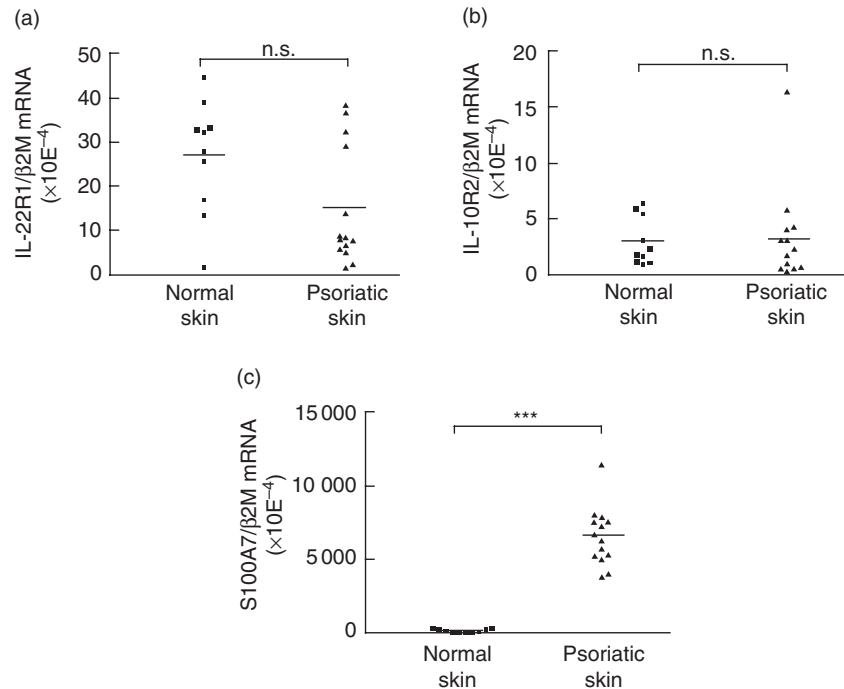 (a)
n.s.
IL-22R1/β2M mRNA
(×10E⁻⁴)
50
40
30
20
10
0
Normal
skin
Psoriatic
skin
(b)
n.s.
IL-10R2/β2M mRNA
(×10E⁻⁴)
20
15
10
5
0
Normal
skin
Psoriatic
skin
(c)
***
S100A7/β2M mRNA
(×10E⁻⁴)
15 000
10 000
5 000
0
Normal
skin
Psoriatic
skin